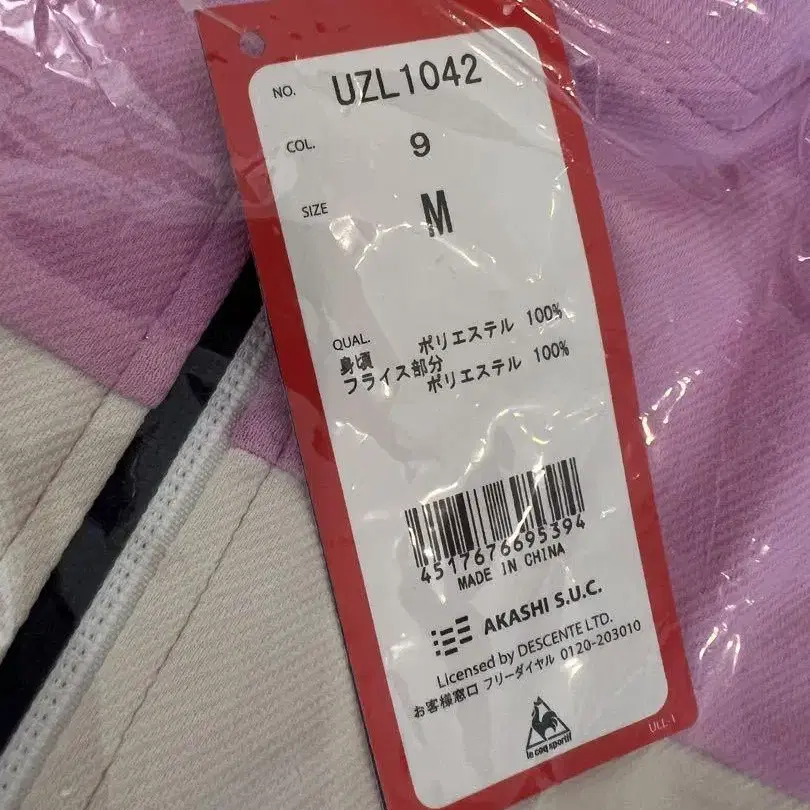 NO. UZL1042
COL. 9
SIZE M
QUAL.
身頃 ポリエステル 100%
フライス部分
ポリエステル 100%
4517676695394
MADE IN CHINA
AKASHI S.U.C.
Licensed by DESCENTE LTD.
お客様窓口 フリーダイヤル 0120-203010
le coq sportif
ULL-1